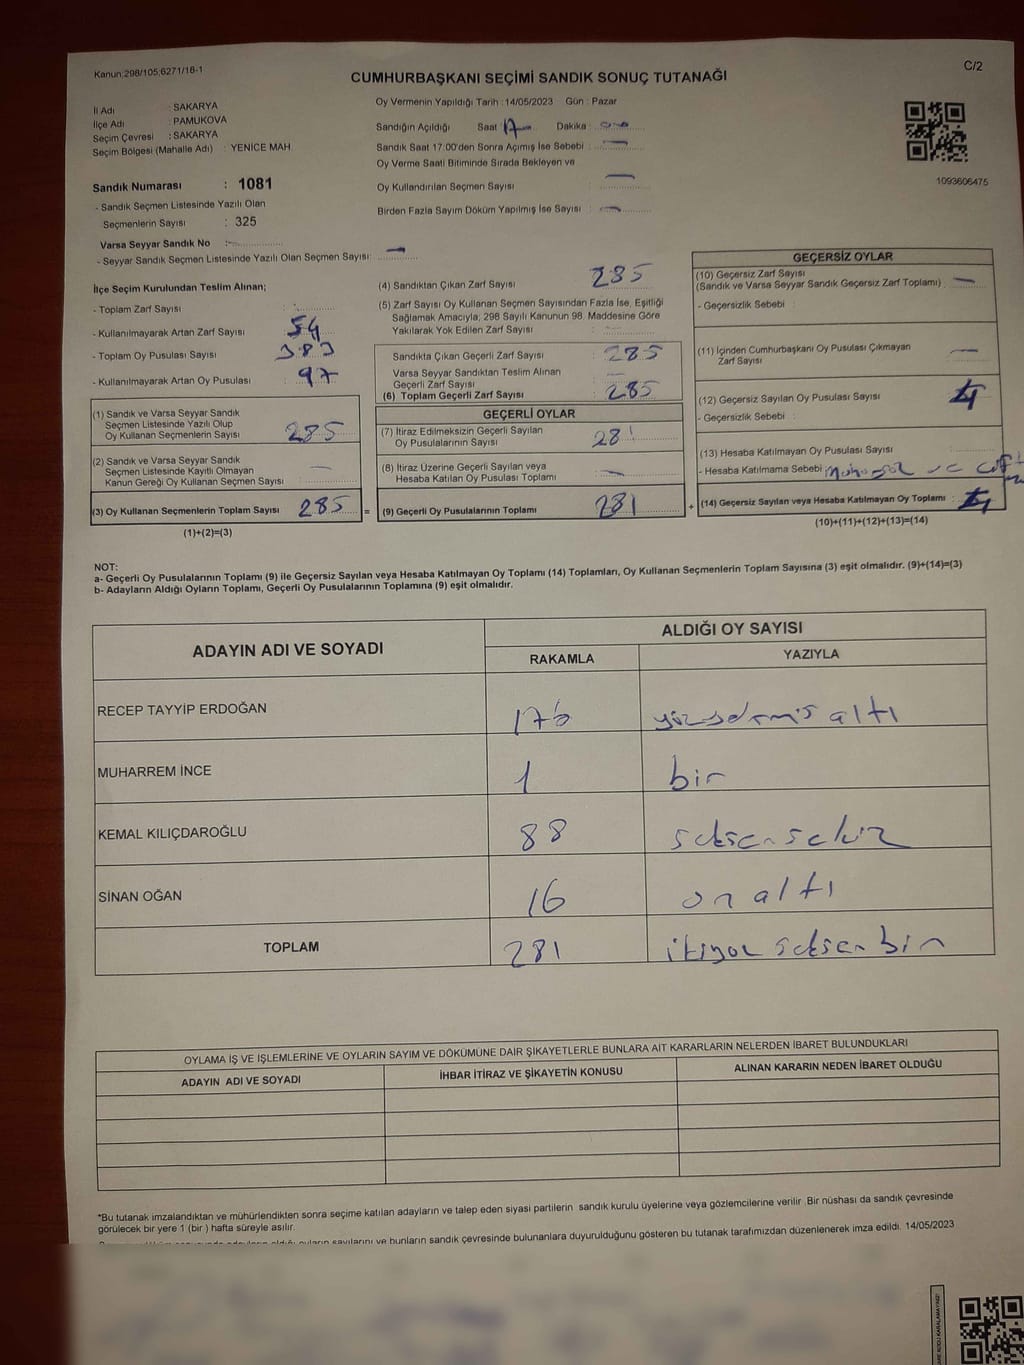 Kanun:298/105;6271/16-1
C/2
CUMHURBAŞKANI SEÇİMİ SANDIK SONUÇ TUTANAĞI
İl Adı : SAKARYA
İlçe Adı : PAMUKOVA
Seçim Çevresi : SAKARYA
Seçim Bölgesi (Mahalle Adı) : YENICE MAH.
Sandık Numarası : 1081
- Sandık Seçmen Listesinde Yazılı Olan
Seçmenlerin Sayısı : 325
Varsa Seyyar Sandık No :
- Seyyar Sandık Seçmen Listesinde Yazılı Olan Seçmen Sayısı: —
Oy Vermenin Yapıldığı Tarih : 14/05/2023 Gün : Pazar
Sandığın Açıldığı Saat Dakika
Sandık Saat 17:00'den Sonra Açımış İse Sebebi : —
Oy Verme Saati Bitiminde Sırada Bekleyen ve
Oy Kullandırılan Seçmen Sayısı : —
Birden Fazla Sayım Döküm Yapılmış İse Sayısı : —
1093606475
İlçe Seçim Kurulundan Teslim Alınan;
- Toplam Zarf Sayısı :
- Kullanılmayarak Artan Zarf Sayısı : 54
- Toplam Oy Pusulası Sayısı : 383
- Kullanılmayarak Artan Oy Pusulası : 97
(1) Sandık ve Varsa Seyyar Sandık
Seçmen Listesinde Yazılı Olup
Oy Kullanan Seçmenlerin Sayısı : 285
(2) Sandık ve Varsa Seyyar Sandık
Seçmen Listesinde Kayıtlı Olmayan
Kanun Gereği Oy Kullanan Seçmen Sayısı : —
(3) Oy Kullanan Seçmenlerin Toplam Sayısı 285 =
(1)+(2)=(3)
(4) Sandıktan Çıkan Zarf Sayısı : 285
(5) Zarf Sayısı Oy Kullanan Seçmen Sayısından Fazla İse, Eşitliği
Sağlamak Amacıyla; 298 Sayılı Kanunun 98. Maddesine Göre
Yakılarak Yok Edilen Zarf Sayısı :
Sandıkta Çıkan Geçerli Zarf Sayısı : 285
Varsa Seyyar Sandıktan Teslim Alınan
Geçerli Zarf Sayısı : —
(6) Toplam Geçerli Zarf Sayısı : 285
GEÇERLİ OYLAR
(7) İtiraz Edilmeksizin Geçerli Sayılan
Oy Pusulalarının Sayısı : 281
(8) İtiraz Üzerine Geçerli Sayılan veya
Hesaba Katılan Oy Pusulası Toplamı : —
(9) Geçerli Oy Pusulalarının Toplamı : 281 +
GEÇERSİZ OYLAR
(10) Geçersiz Zarf Sayısı
(Sandık ve Varsa Seyyar Sandık Geçersiz Zarf Toplamı) : —
- Geçersizlik Sebebi :
(11) İçinden Cumhurbaşkanı Oy Pusulası Çıkmayan
Zarf Sayısı : —
(12) Geçersiz Sayılan Oy Pusulası Sayısı : 4
- Geçersizlik Sebebi :
(13) Hesaba Katılmayan Oy Pusulası Sayısı :
- Hesaba Katılmama Sebebi : ve
(14) Geçersiz Sayılan veya Hesaba Katılmayan Oy Toplamı : 4
(10)+(11)+(12)+(13)=(14)
NOT:
a- Geçerli Oy Pusulalarının Toplamı (9) ile Geçersiz Sayılan veya Hesaba Katılmayan Oy Toplamı (14) Toplamları, Oy Kullanan Seçmenlerin Toplam Sayısına (3) eşit olmalıdır. (9)+(14)=(3)
b- Adayların Aldığı Oyların Toplamı, Geçerli Oy Pusulalarının Toplamına (9) eşit olmalıdır.
ADAYIN ADI VE SOYADI
ALDIĞI OY SAYISI
RAKAMLA YAZIYLA
RECEP TAYYİP ERDOĞAN 176 yüzyetmiş altı
MUHARREM İNCE 1 bir
KEMAL KILIÇDAROĞLU 88 seksensekiz
SİNAN OĞAN 16 on altı
TOPLAM 281 ikiyüz seksen bir
OYLAMA İŞ VE İŞLEMLERİNE VE OYLARIN SAYIM VE DÖKÜMÜNE DAİR ŞİKAYETLERLE BUNLARA AİT KARARLARIN NELERDEN İBARET BULUNDUKLARI
ADAYIN ADI VE SOYADI İHBAR İTİRAZ VE ŞİKAYETİN KONUSU ALINAN KARARIN NEDEN İBARET OLDUĞU
*Bu tutanak imzalandıktan ve mühürlendikten sonra seçime katılan adayların ve talep eden siyasi partilerin sandık kurulu üyelerine veya gözlemcilerine verilir .Bir nüshası da sandık çevresinde
görülecek bir yere 1 (bir ) hafta süreyle asılır.
adayların aldığı oyların sayılarını ve bunların sandık çevresinde bulunanlara duyurulduğunu gösteren bu tutanak tarafımızdan düzenlenerek imza edildi. 14/05/2023